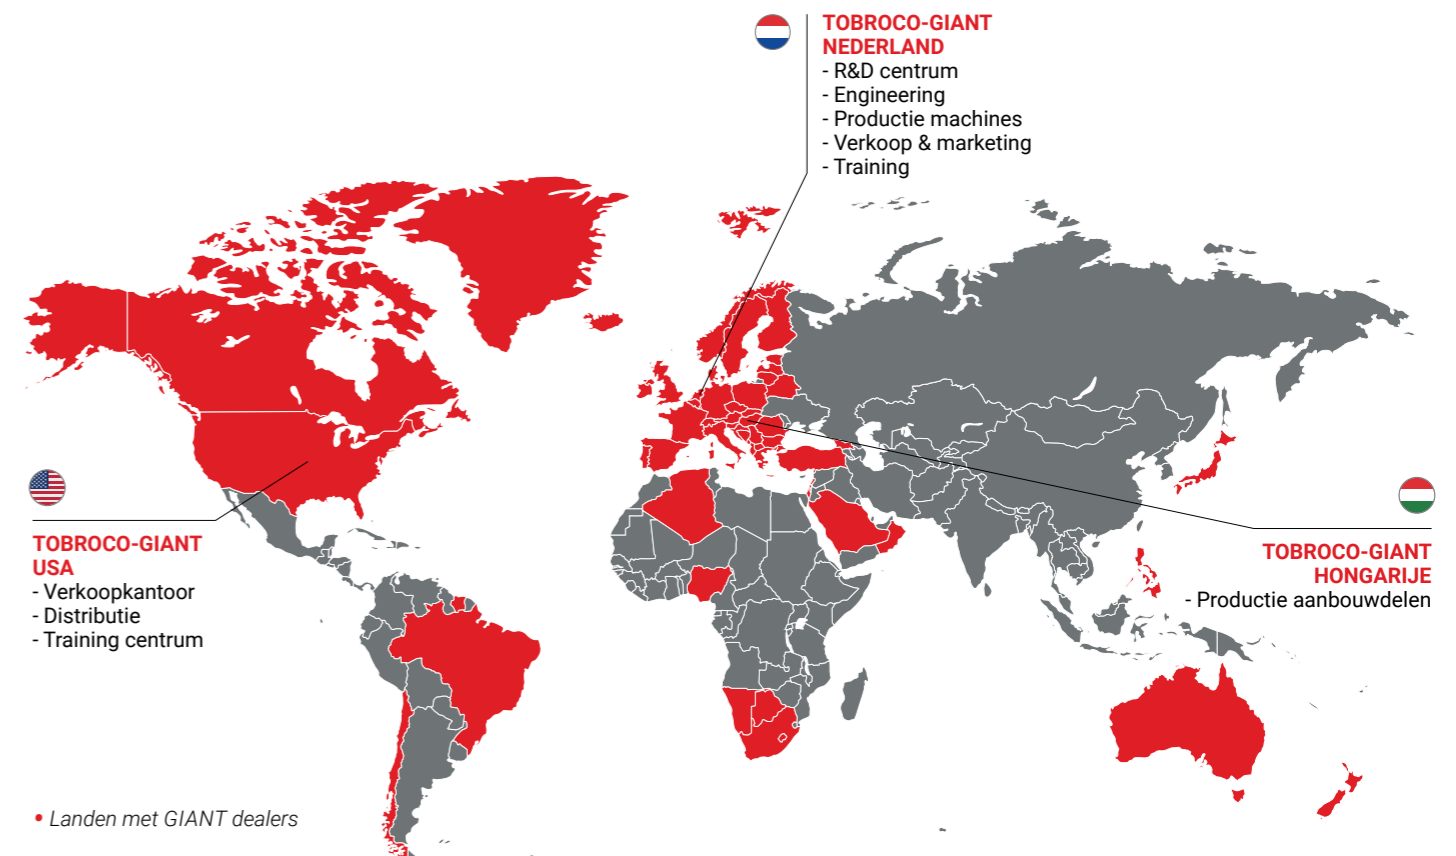 TOBROCO-GIANT
NEDERLAND
- R&D centrum
- Engineering
- Productie machines
- Verkoop & marketing
- Training
TOBROCO-GIANT
USA
- Verkoopkantoor
- Distributie
- Training centrum
TOBROCO-GIANT
HONGARIJE
- Productie aanbouwdelen
• Landen met GIANT dealers